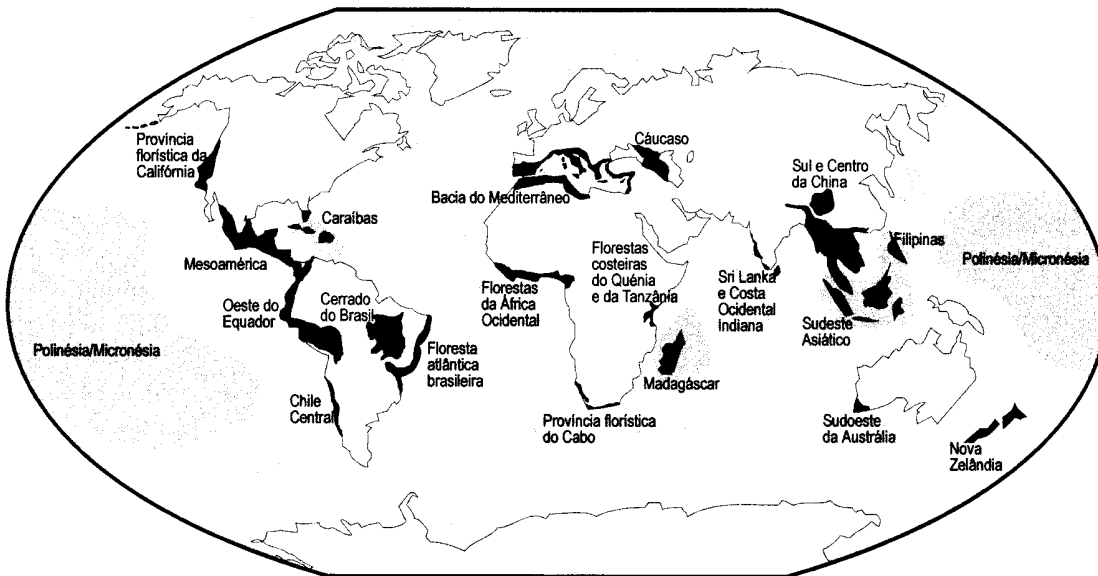 Província
florística da
Califórnia
Cáucaso
Sul e Centro
da China
Bacia do Mediterrâneo
Caraíbas
Filipinas
Mesoamérica
Florestas
costeiras
do Quénia
e da Tanzânia
Polinésia/Micronésia
Florestas
da África
Ocidental
Sri Lanka
e Costa
Ocidental
Indiana
Oeste do
Equador
Cerrado
do Brasil
Sudeste
Asiático
Polinésia/Micronésia
Floresta
atlântica
brasileira
Madagáscar
Chile
Central
Província florística
do Cabo
Sudoeste
da Austrália
Nova
Zelândia